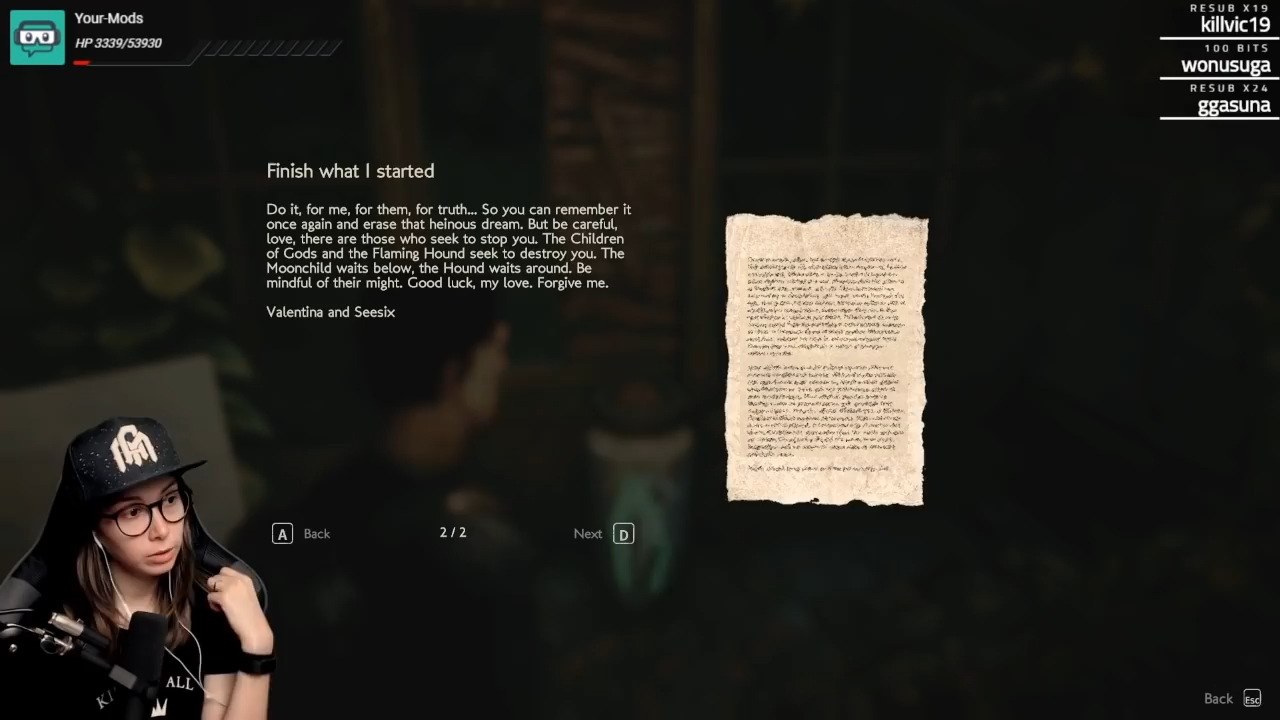 Your-Mods
HP 3339/53930
RESUB X19
killvic19
100 BITS
wonusuga
RESUB X24
ggasuna
Finish what I started
Do it, for me, for them, for truth... So you can remember it
once again and erase that heinous dream. But be careful,
love, there are those who seek to stop you. The Children
of Gods and the Flaming Hound seek to destroy you. The
Moonchild waits below, the Hound waits around. Be
mindful of their might. Good luck, my love. Forgive me.
Valentina and Seesix
A Back
2 / 2
Next D
ALL
Back Esc